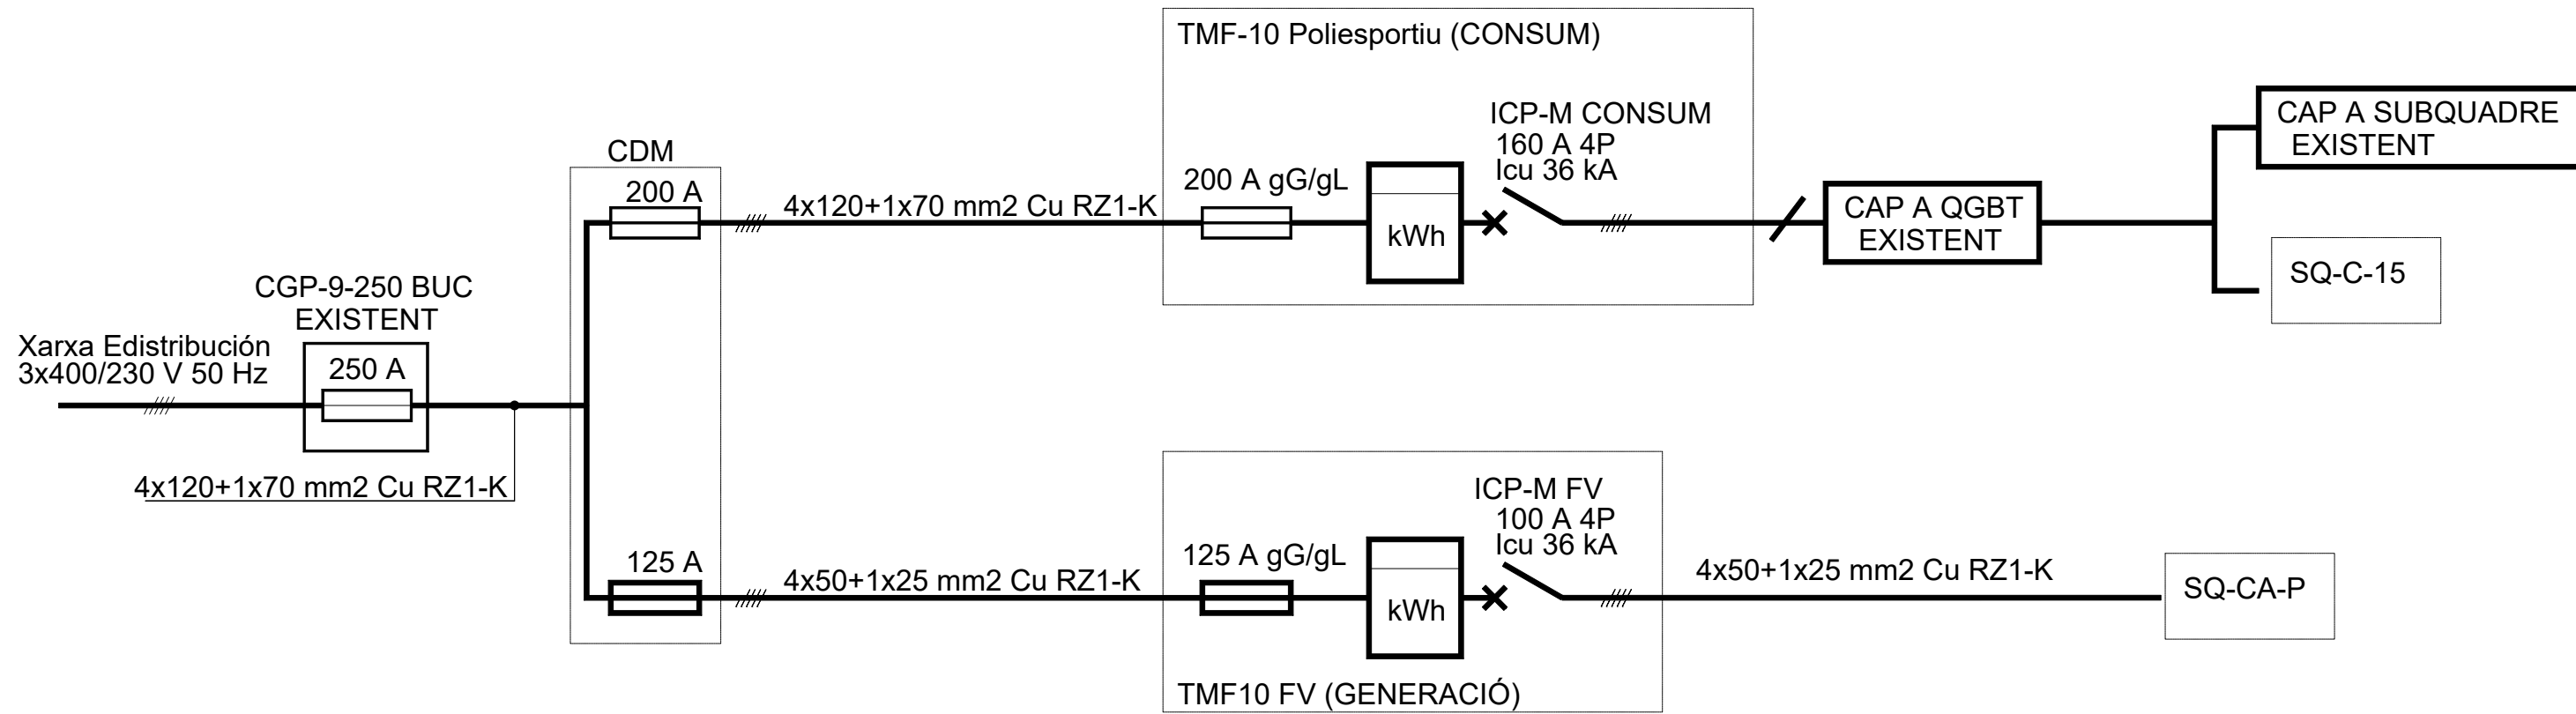 TMF-10 Poliesportiu (CONSUM)
ICP-M CONSUM
160 A 4P
Icu 36 kA
CAP A SUBQUADRE
EXISTENT
CDM
200 A
4x120+1x70 mm2 Cu RZ1-K
200 A gG/gL
kWh
CAP A QGBT
EXISTENT
SQ-C-15
CGP-9-250 BUC
EXISTENT
Xarxa Edistribución
3x400/230 V 50 Hz
250 A
4x120+1x70 mm2 Cu RZ1-K
ICP-M FV
100 A 4P
Icu 36 kA
125 A
4x50+1x25 mm2 Cu RZ1-K
125 A gG/gL
kWh
4x50+1x25 mm2 Cu RZ1-K
SQ-CA-P
TMF10 FV (GENERACIÓ)